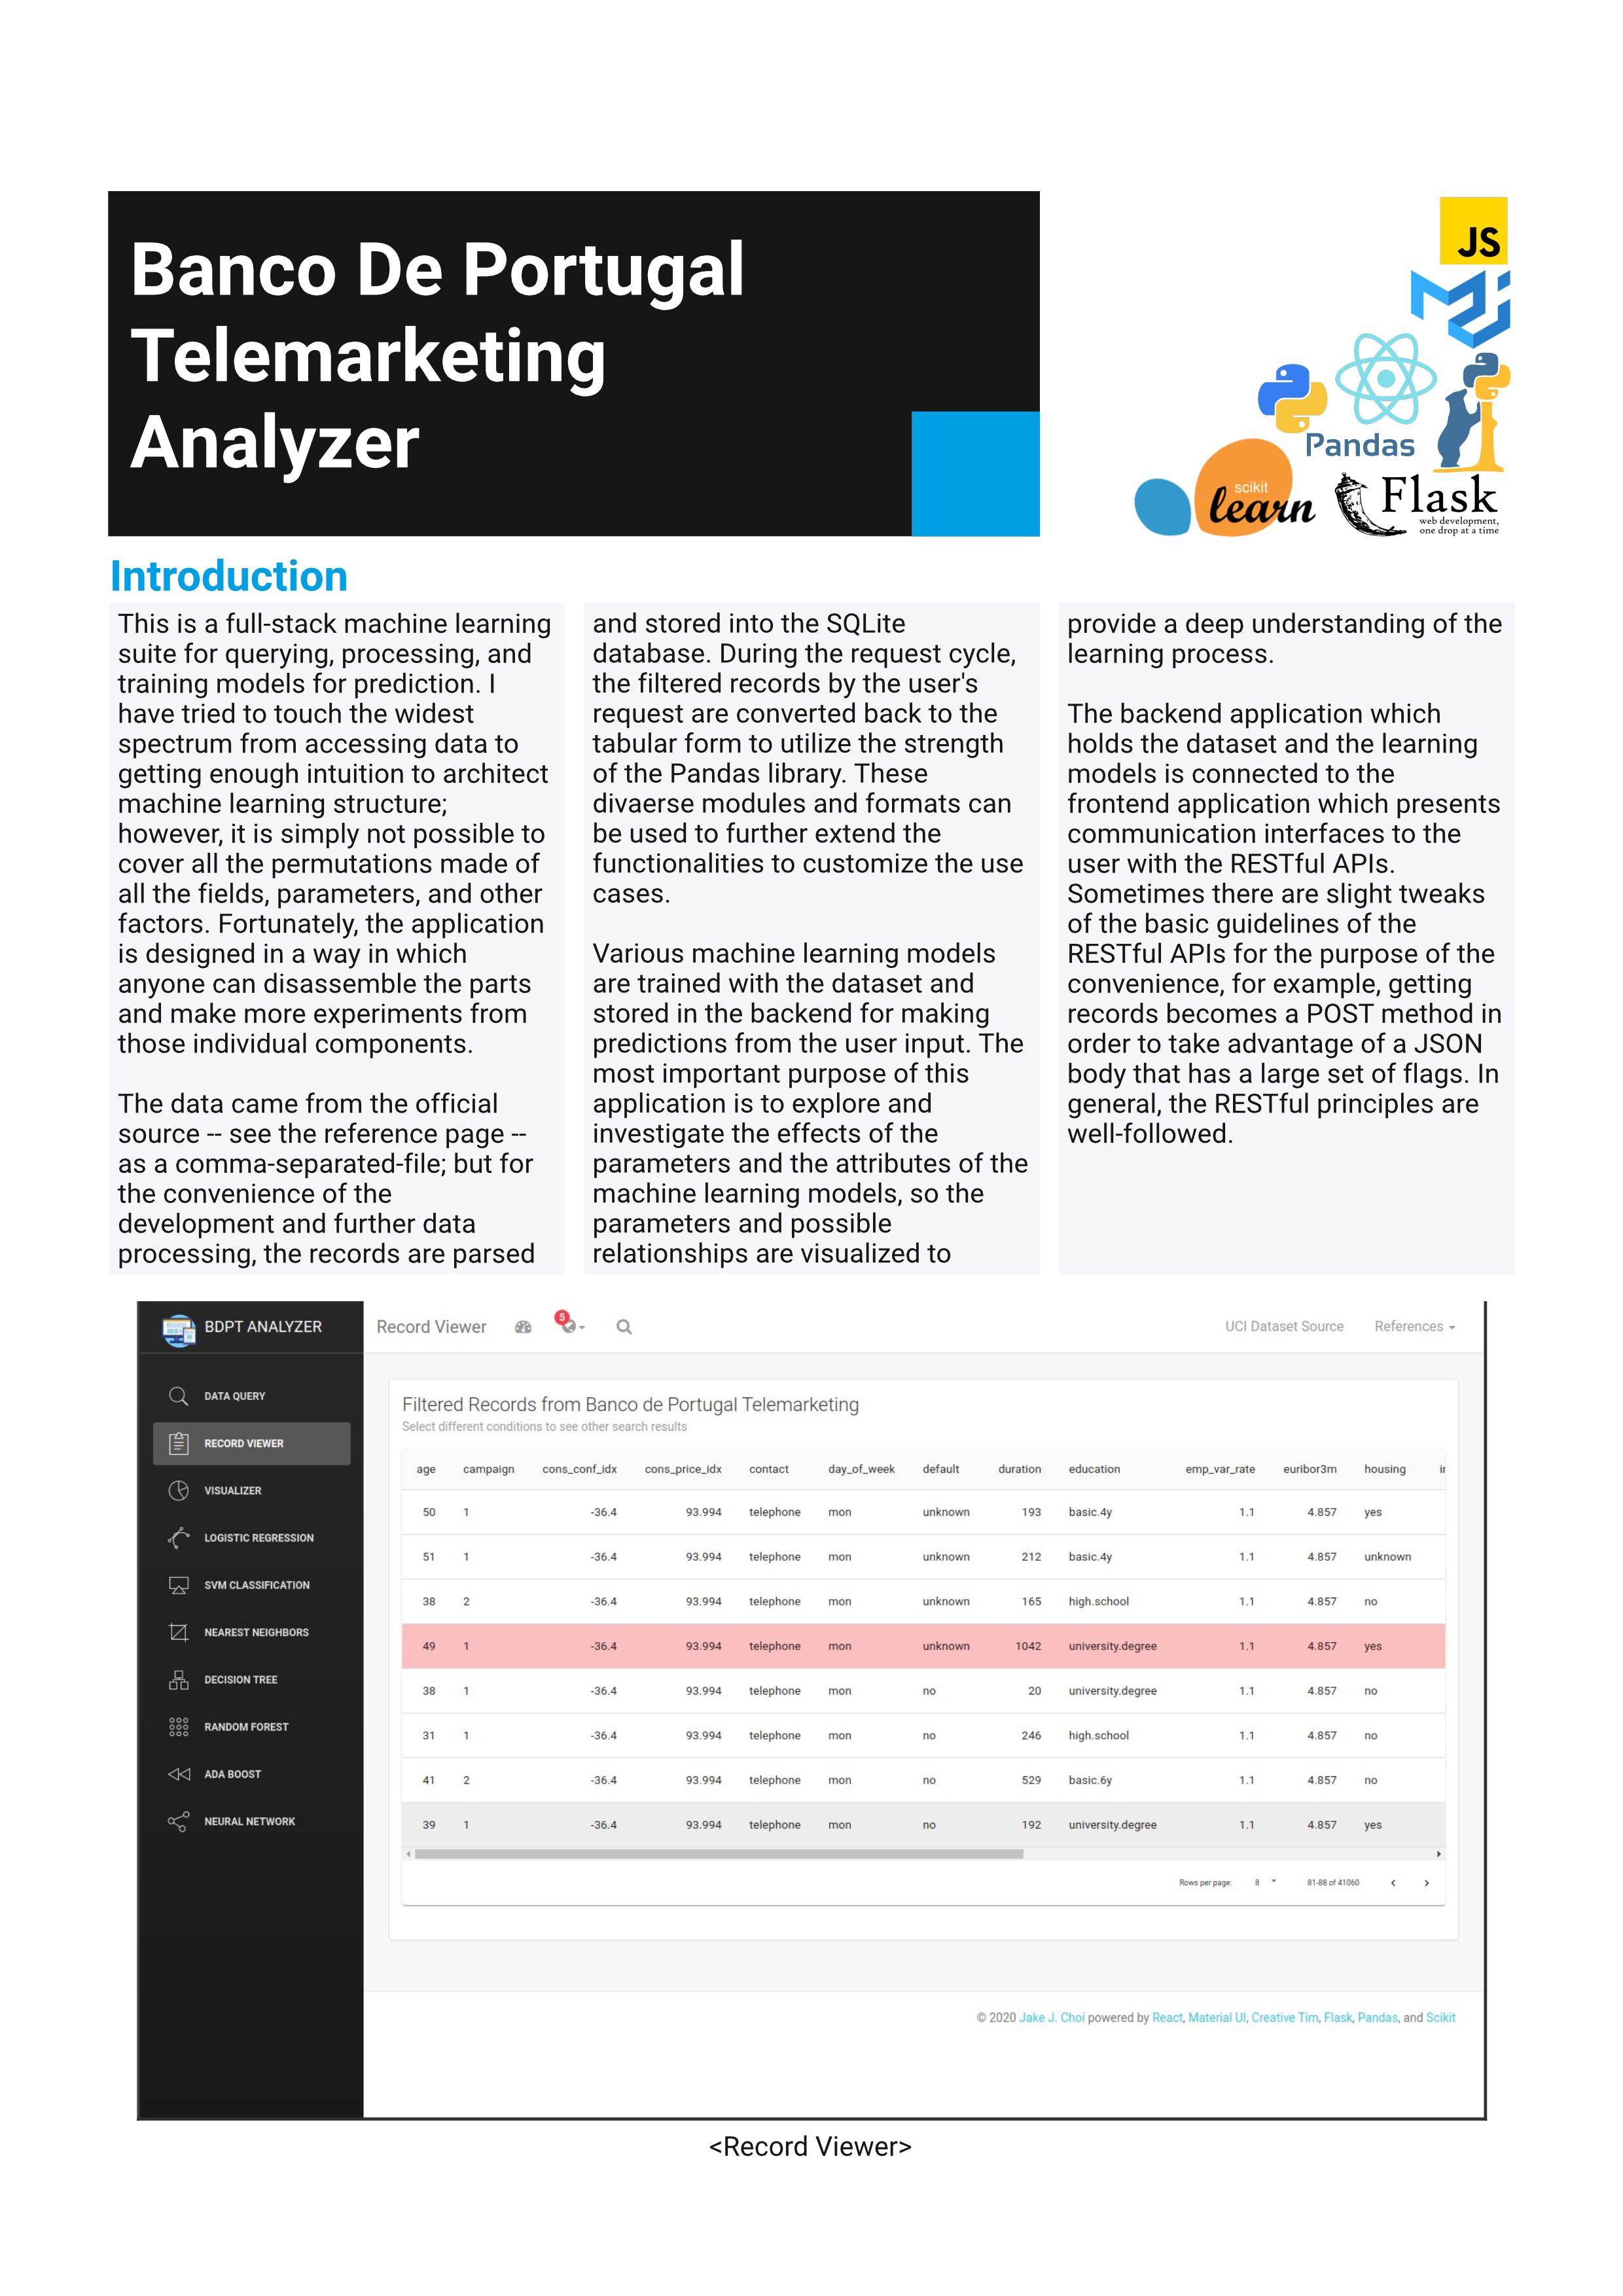 Banco De Portugal
Telemarketing
Analyzer
JS
Pandas
scikit
learn
Flask
web development,
one drop at a time
Introduction
This is a full-stack machine learning
suite for querying, processing, and
training models for prediction. I
have tried to touch the widest
spectrum from accessing data to
getting enough intuition to architect
machine learning structure;
however, it is simply not possible to
cover all the permutations made of
all the fields, parameters, and other
factors. Fortunately, the application
is designed in a way in which
anyone can disassemble the parts
and make more experiments from
those individual components.
The data came from the official
source -- see the reference page --
as a comma-separated-file; but for
the convenience of the
development and further data
processing, the records are parsed
and stored into the SQLite
database. During the request cycle,
the filtered records by the user's
request are converted back to the
tabular form to utilize the strength
of the Pandas library. These
divaerse modules and formats can
be used to further extend the
functionalities to customize the use
cases.
Various machine learning models
are trained with the dataset and
stored in the backend for making
predictions from the user input. The
most important purpose of this
application is to explore and
investigate the effects of the
parameters and the attributes of the
machine learning models, so the
parameters and possible
relationships are visualized to
provide a deep understanding of the
learning process.
The backend application which
holds the dataset and the learning
models is connected to the
frontend application which presents
communication interfaces to the
user with the RESTful APIs.
Sometimes there are slight tweaks
of the basic guidelines of the
RESTful APIs for the purpose of the
convenience, for example, getting
records becomes a POST method in
order to take advantage of a JSON
body that has a large set of flags. In
general, the RESTful principles are
well-followed.
BDPT ANALYZER
DATA QUERY
RECORD VIEWER
VISUALIZER
LOGISTIC REGRESSION
SVM CLASSIFICATION
NEAREST NEIGHBORS
DECISION TREE
RANDOM FOREST
ADA BOOST
NEURAL NETWORK
Record Viewer 5 UCI Dataset Source References
Filtered Records from Banco de Portugal Telemarketing
Select different conditions to see other search results
age campaign cons_conf_idx cons_price_idx contact day_of_week default duration education emp_var_rate euribor3m housing ir
50 1 -36.4 93.994 telephone mon unknown 193 basic.4y 1.1 4.857 yes
51 1 -36.4 93.994 telephone mon unknown 212 basic.4y 1.1 4.857 unknown
38 2 -36.4 93.994 telephone mon unknown 165 high.school 1.1 4.857 no
49 1 -36.4 93.994 telephone mon unknown 1042 university.degree 1.1 4.857 yes
38 1 -36.4 93.994 telephone mon no 20 university.degree 1.1 4.857 no
31 1 -36.4 93.994 telephone mon no 246 high.school 1.1 4.857 no
41 2 -36.4 93.994 telephone mon no 529 basic.6y 1.1 4.857 no
39 1 -36.4 93.994 telephone mon no 192 university.degree 1.1 4.857 yes
Rows per page: 8 81-88 of 41060
© 2020 Jake J. Choi powered by React, Material UI, Creative Tim, Flask, Pandas, and Scikit
<Record Viewer>